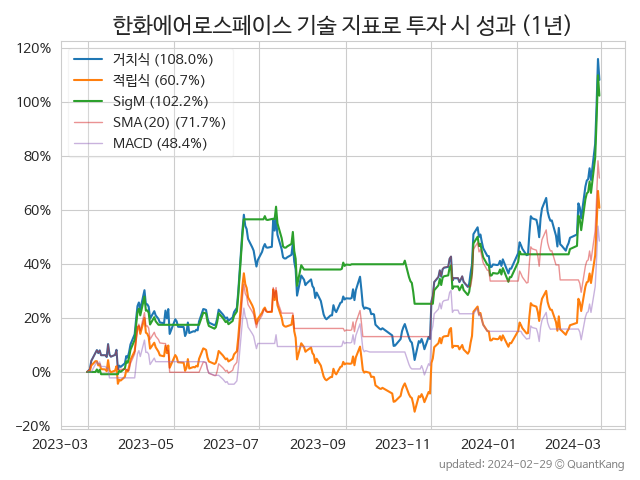 한화에어로스페이스 기술 지표로 투자 시 성과 (1년)
120%
100%
80%
60%
40%
20%
0%
−20%
거치식 (108.0%)
적립식 (60.7%)
SigM (102.2%)
SMA(20) (71.7%)
MACD (48.4%)
2023-03 2023-05 2023-07 2023-09 2023-11 2024-01 2024-03
updated: 2024-02-29 © QuantKang